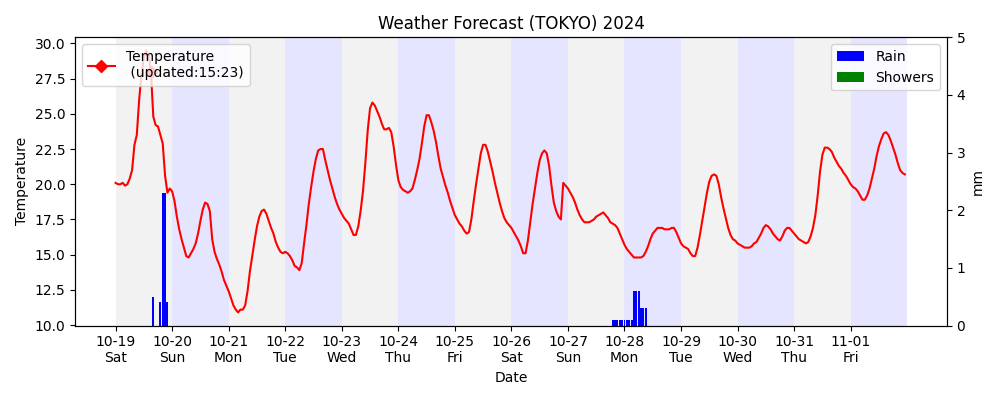 Weather Forecast (TOKYO) 2024
Temperature
(updated:15:23)
Rain
Showers
30.0
27.5
25.0
22.5
20.0
17.5
15.0
12.5
10.0
Temperature
5
4
3
2
1
0
mm
10-19 10-20 10-21 10-22 10-23 10-24 10-25 10-26 10-27 10-28 10-29 10-30 10-31 11-01
Sat Sun Mon Tue Wed Thu Fri Sat Sun Mon Tue Wed Thu Fri
Date